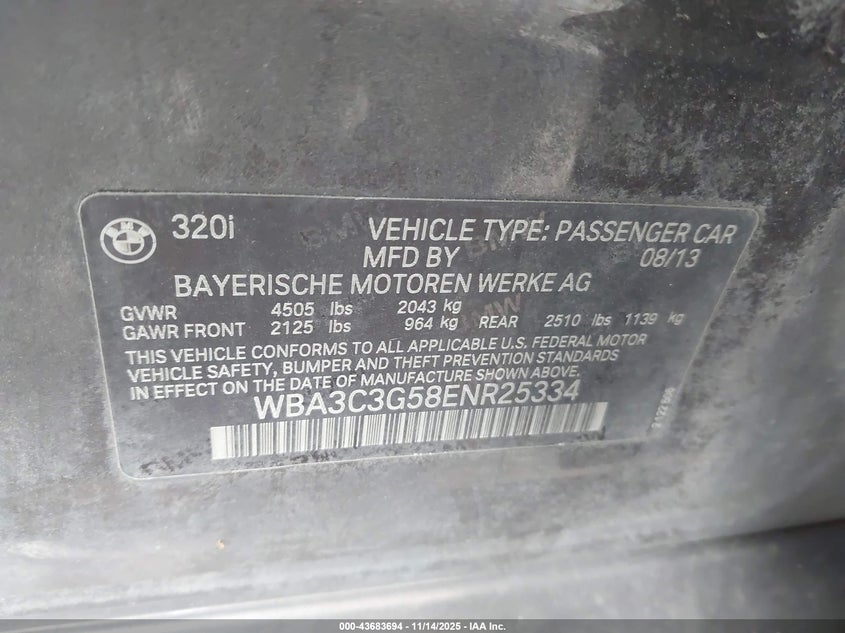 320i VEHICLE TYPE: PASSENGER CAR
MFD BY 08/13
BAYERISCHE MOTOREN WERKE AG
GVWR 4505 lbs 2043 kg
GAWR FRONT 2125 lbs 964 kg REAR 2510 lbs 1139 kg
THIS VEHICLE CONFORMS TO ALL APPLICABLE U.S. FEDERAL MOTOR
VEHICLE SAFETY, BUMPER AND THEFT PREVENTION STANDARDS
IN EFFECT ON THE DATE OF MANUFACTURE SHOWN ABOVE.
WBA3C3G58ENR25334
000-43683694 - 11/14/2025 - IAA Inc.